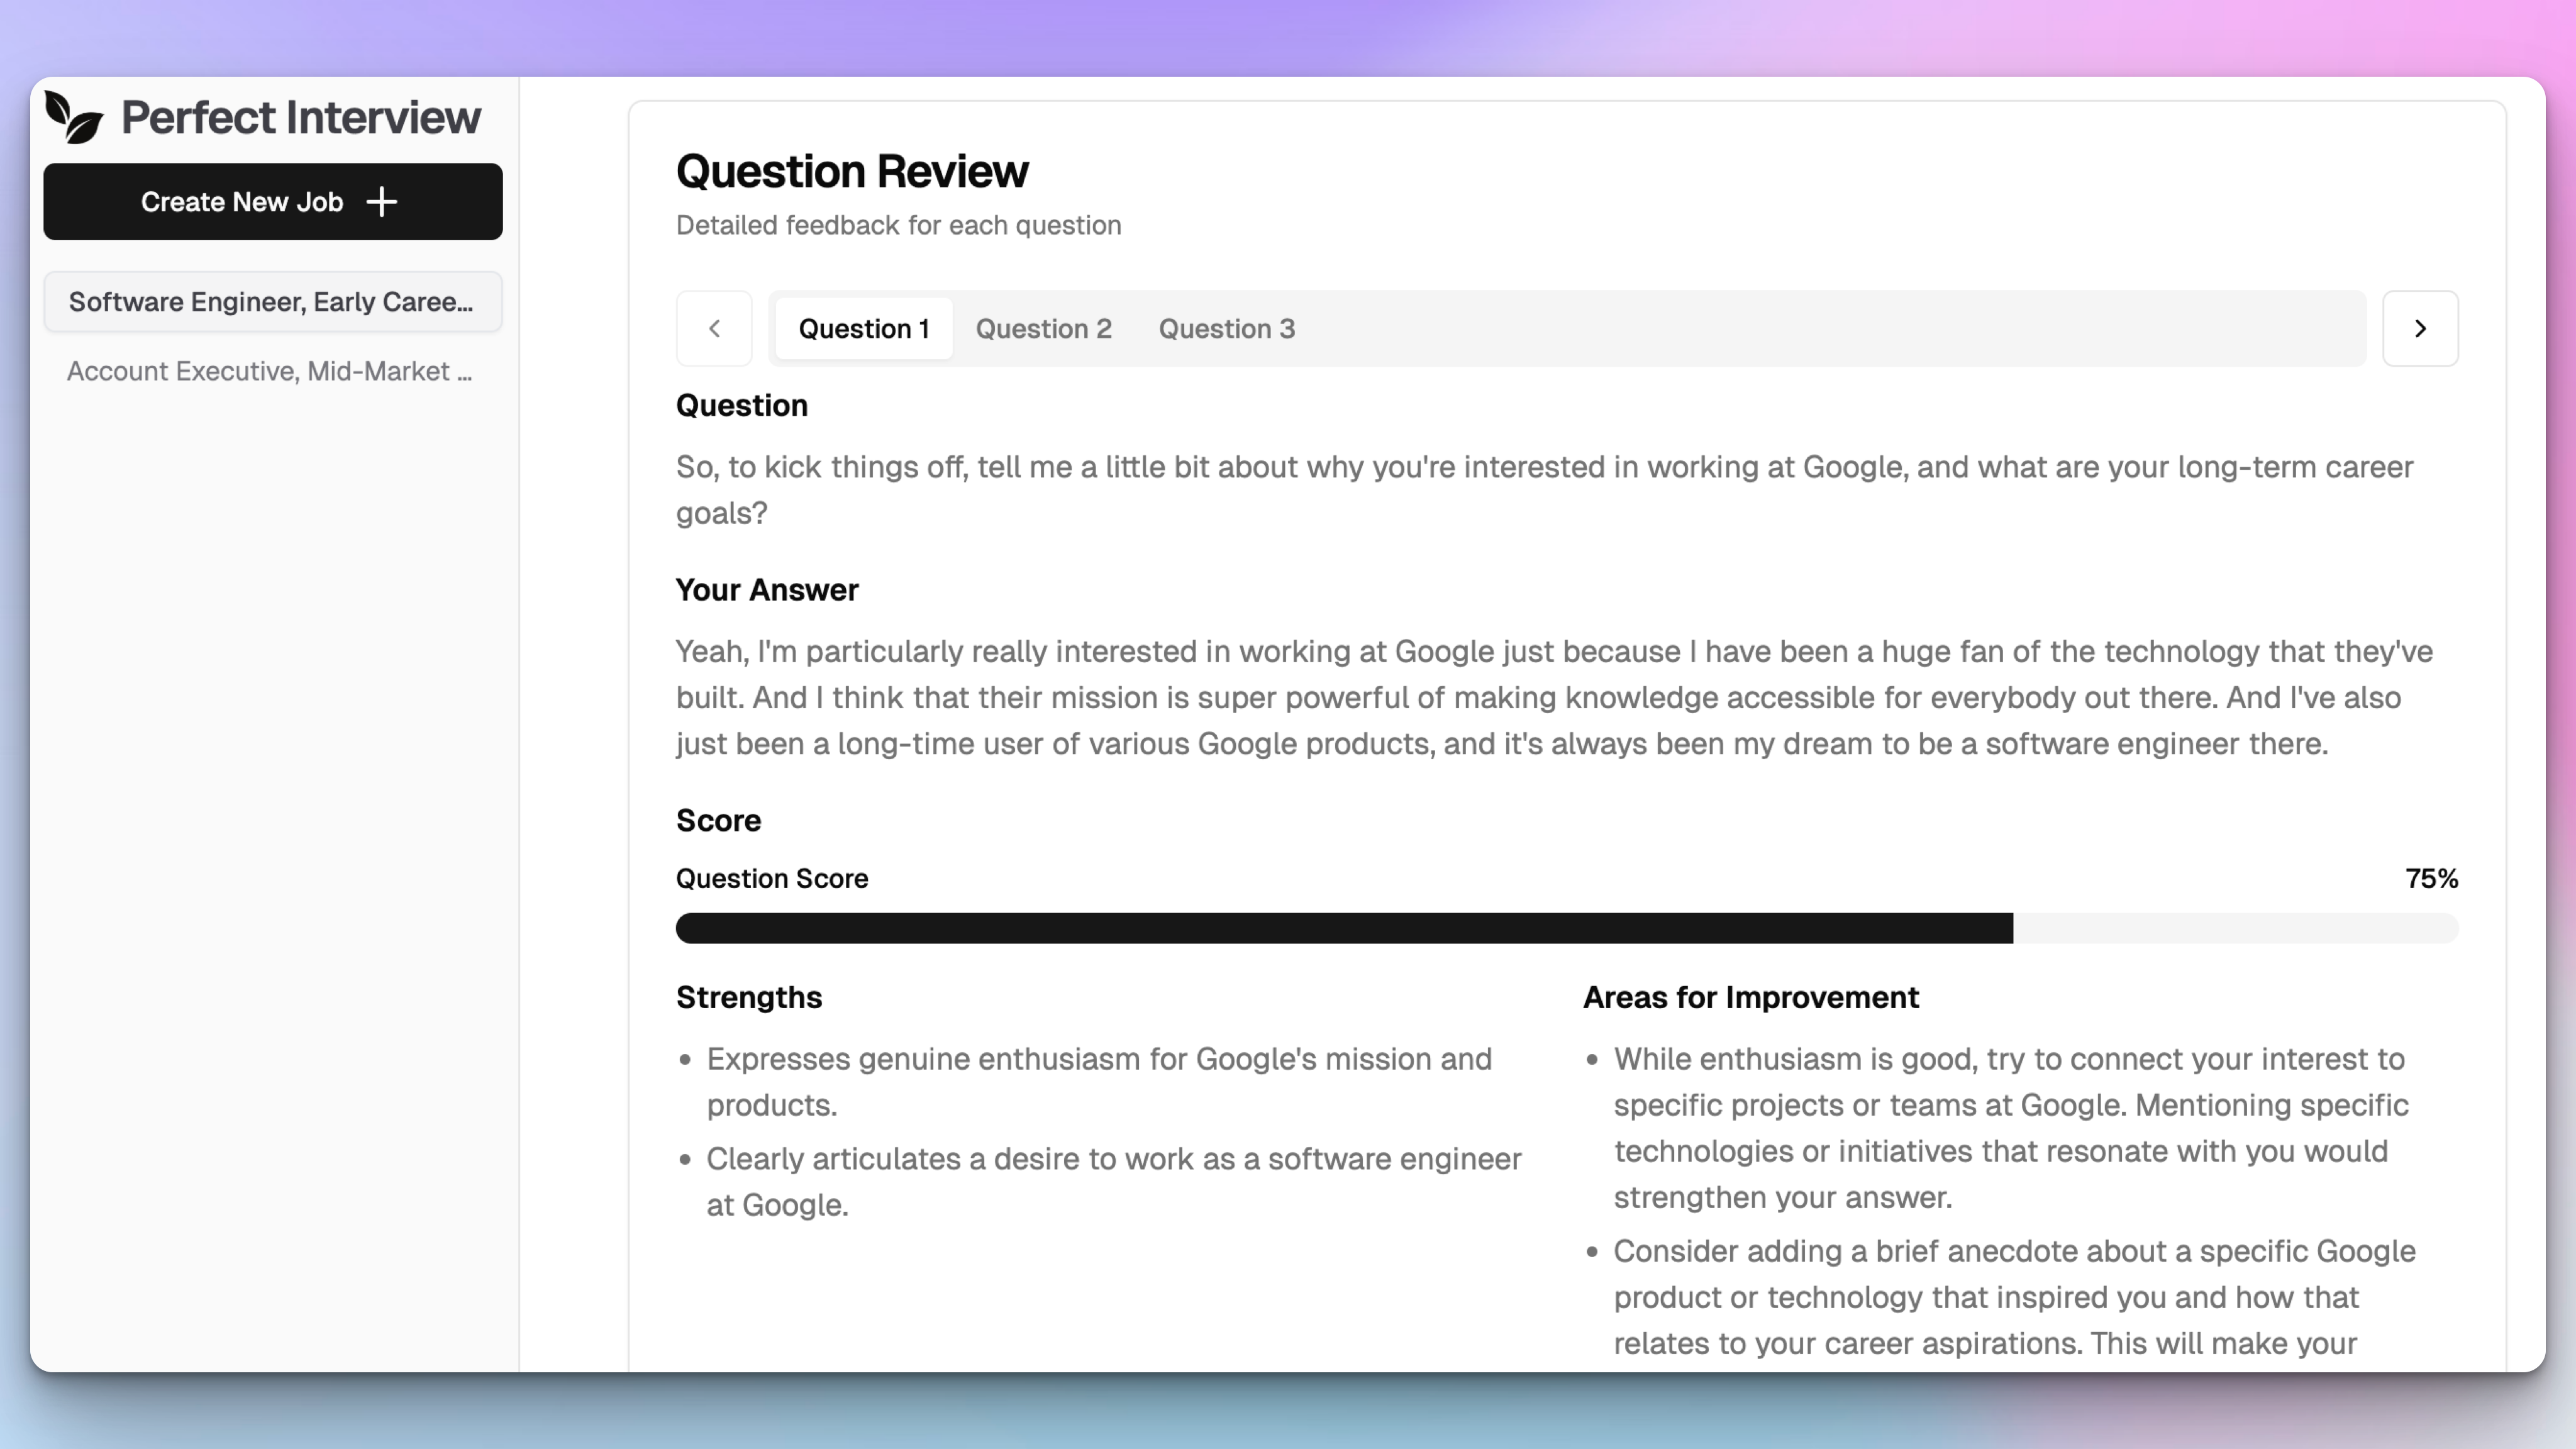 Perfect Interview
Create New Job
Software Engineer, Early Caree...
Account Executive, Mid-Market ...
Question Review
Detailed feedback for each question
Question 1 Question 2 Question 3
Question
So, to kick things off, tell me a little bit about why you're interested in working at Google, and what are your long-term career
goals?
Your Answer
Yeah, I'm particularly really interested in working at Google just because I have been a huge fan of the technology that they've
built. And I think that their mission is super powerful of making knowledge accessible for everybody out there. And I've also
just been a long-time user of various Google products, and it's always been my dream to be a software engineer there.
Score
Question Score 75%
Strengths
• Expresses genuine enthusiasm for Google's mission and
products.
• Clearly articulates a desire to work as a software engineer
at Google.
Areas for Improvement
• While enthusiasm is good, try to connect your interest to
specific projects or teams at Google. Mentioning specific
technologies or initiatives that resonate with you would
strengthen your answer.
• Consider adding a brief anecdote about a specific Google
product or technology that inspired you and how that
relates to your career aspirations. This will make your